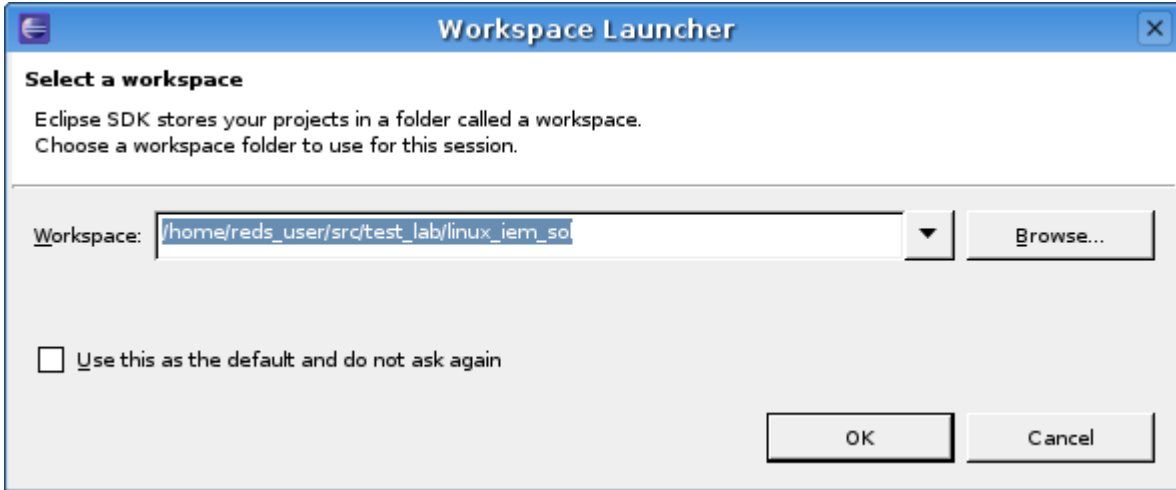 Workspace Launcher
Select a workspace
Eclipse SDK stores your projects in a folder called a workspace.
Choose a workspace folder to use for this session.
Workspace: /home/reds_user/src/test_lab/linux_iem_sol Browse...
Use this as the default and do not ask again
OK Cancel